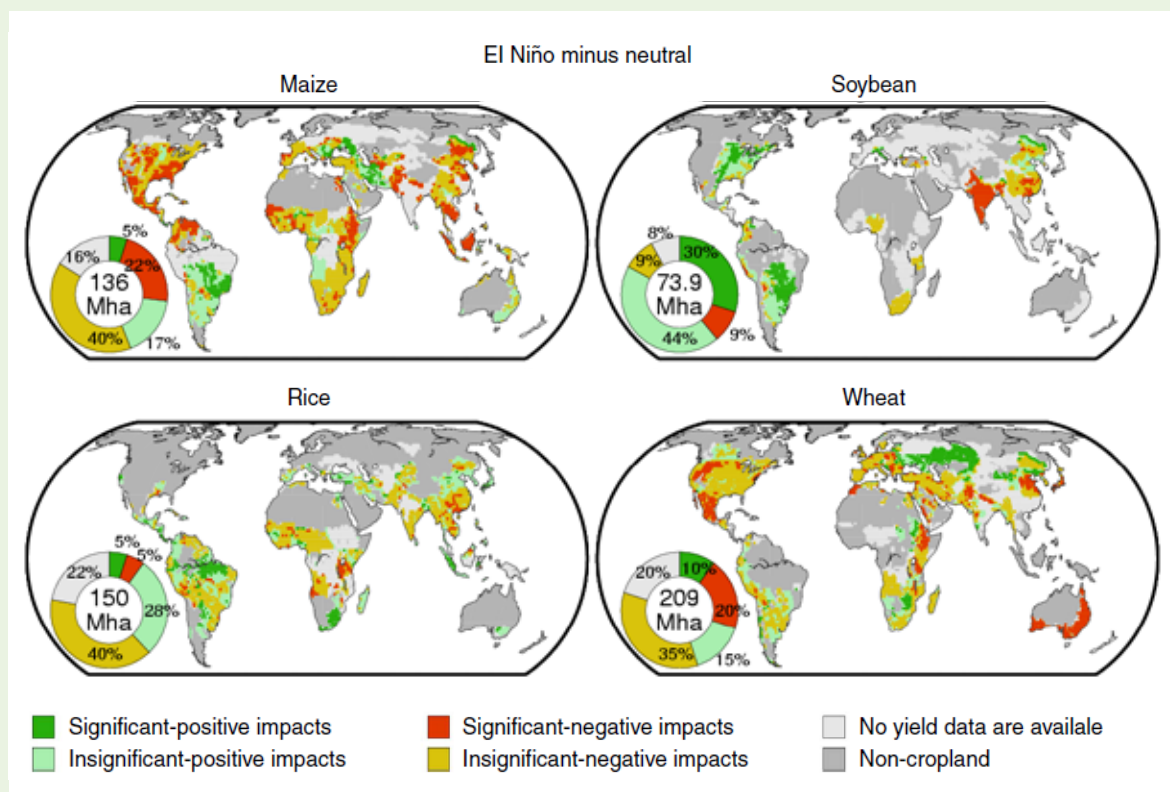 El Niño minus neutral
Maize
5%
22%
16%
136
Mha
40%
17%
Soybean
8%
30%
9%
73.9
Mha
9%
44%
Rice
5%
5%
22%
150
Mha
28%
40%
Wheat
20%
10%
209
Mha
20%
35%
15%
Significant-positive impacts
Significant-negative impacts
No yield data are availale
Insignificant-positive impacts
Insignificant-negative impacts
Non-cropland